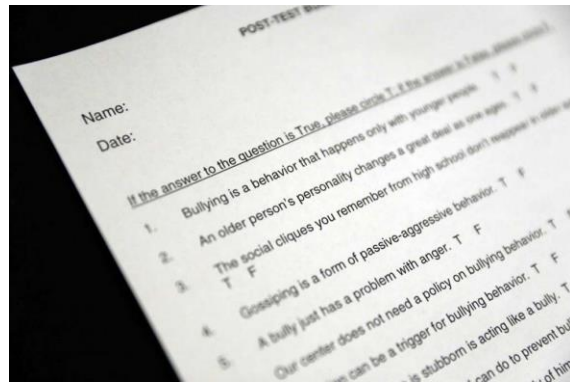 POST-TEST
Name:
Date:
If the answer to the question is True, please circle T, if the answer is False, please
1. Bullying is a behavior that happens only with younger people. T F
2. An older person's personality changes a great deal as one ages. T F
3. The social cliques you remember from high school don't reappear in older
T F
4. Gossiping is a form of passive-aggressive behavior. T F
5. A bully just has a problem with anger. T F
Our center does not need a policy on bullying behavior. T F
can be a trigger for bullying behavior. T F
is stubborn is acting like a bully. T
can do to prevent
of